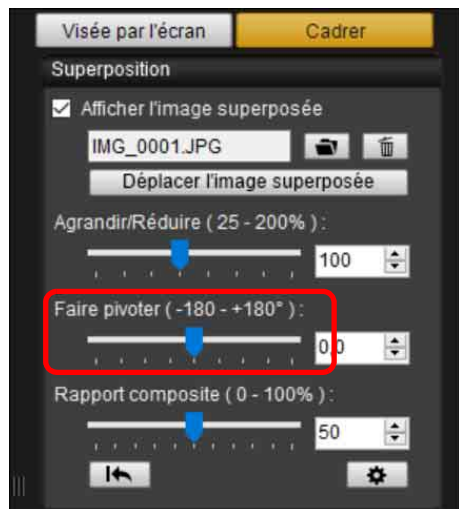 Visée par l'écran
Cadrer
Superposition
Afficher l'image superposée
IMG_0001.JPG
Déplacer l'image superposée
Agrandir/Réduire ( 25 - 200% ) :
100
Faire pivoter ( -180 - +180° ) :
0,0
Rapport composite ( 0 - 100% ) :
50